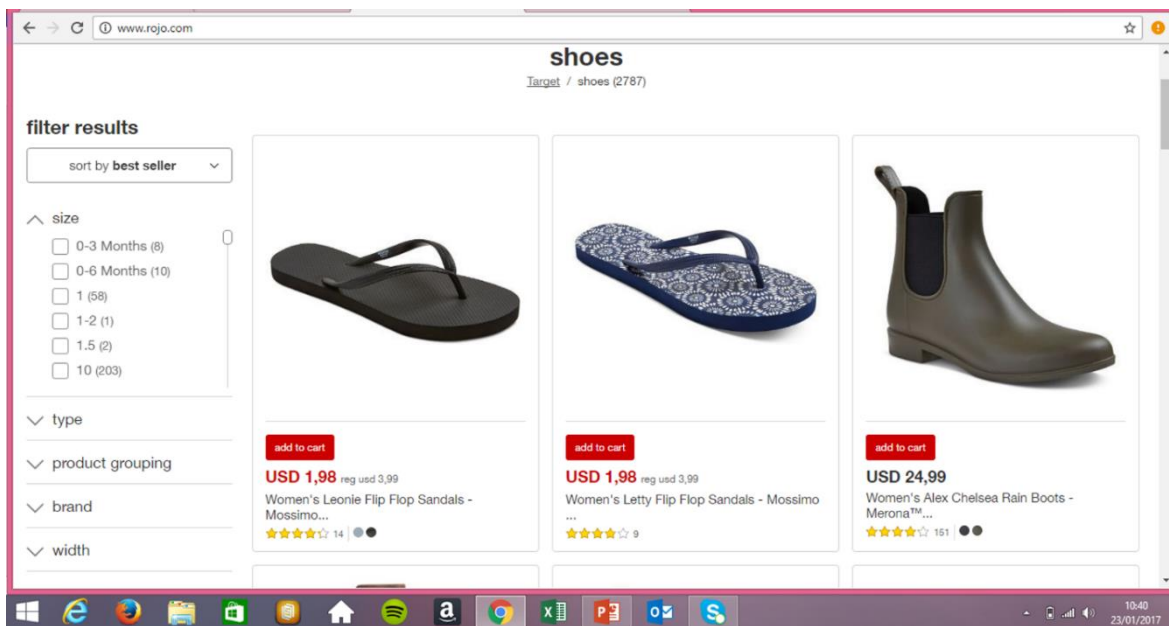 www.rojo.com
shoes
Target / shoes (2787)
filter results
sort by best seller
size
0-3 Months (8)
0-6 Months (10)
1 (58)
1-2 (1)
1.5 (2)
10 (203)
type
product grouping
brand
width
add to cart
USD 1,98 reg usd 3,99
Women's Leonie Flip Flop Sandals -
Mossimo...
14
add to cart
USD 1,98 reg usd 3,99
Women's Letty Flip Flop Sandals - Mossimo
...
9
add to cart
USD 24,99
Women's Alex Chelsea Rain Boots -
Merona™...
151
10:40
23/01/2017